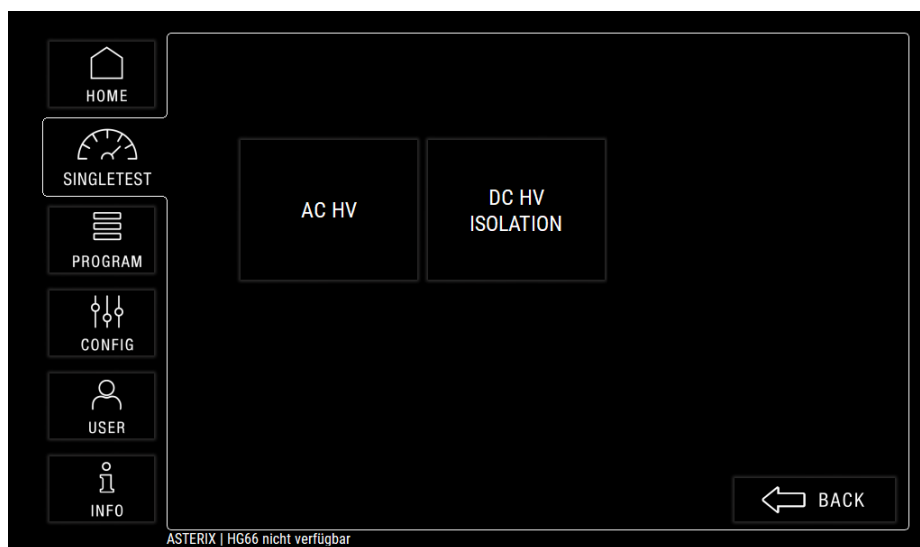 HOME
SINGLETEST
PROGRAM
CONFIG
USER
INFO
AC HV
DC HV
ISOLATION
BACK
ASTERIX | HG66 nicht verfügbar